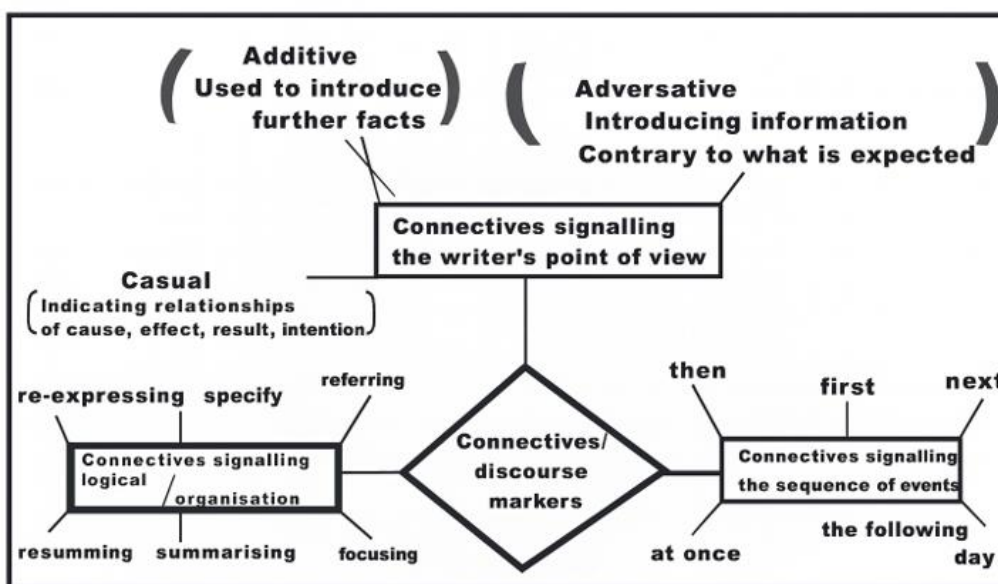 Additive
Used to introduce
further facts
Adversative
Introducing information
Contrary to what is expected
Connectives signalling
the writer's point of view
Casual
Indicating relationships
of cause, effect, result, intention
re-expressing
specify
referring
Connectives signalling
logical
organisation
resumming
summarising
focusing
Connectives/
discourse
markers
then
first
next
Connectives signalling
the sequence of events
at once
the following
day